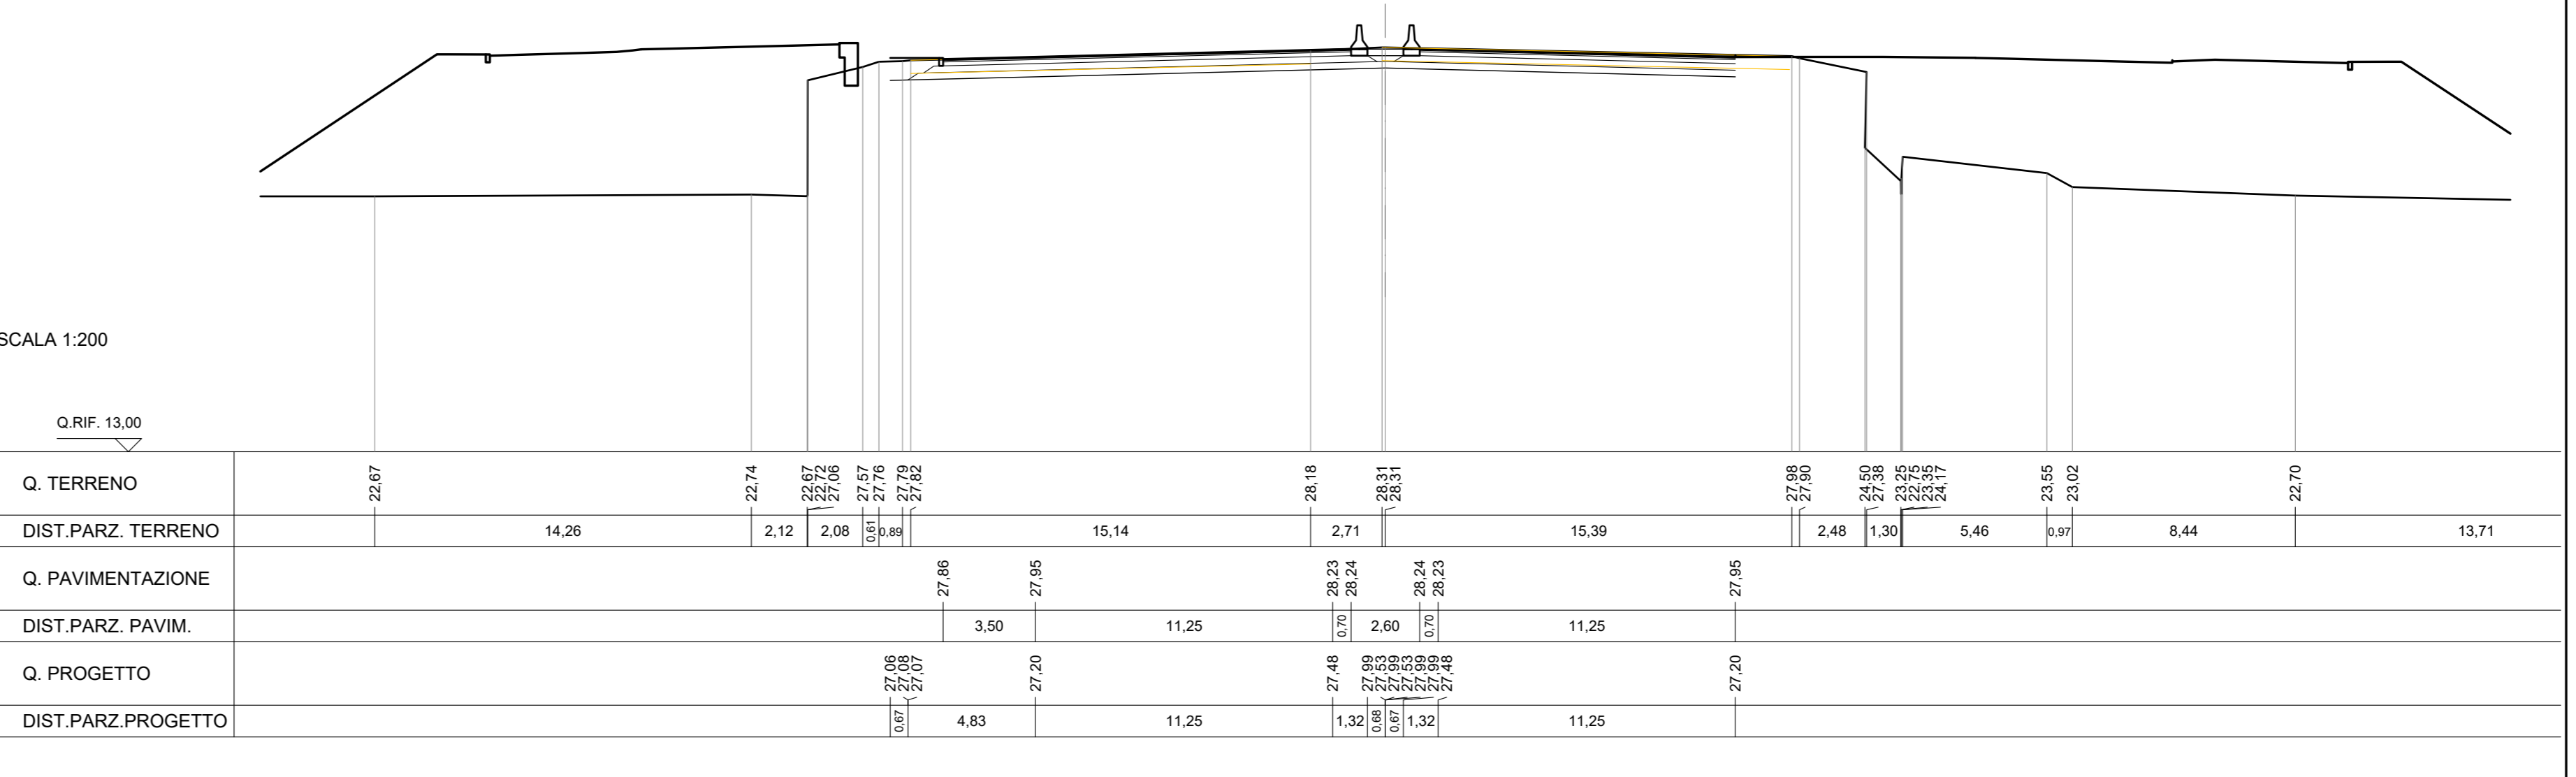 SCALA 1:200
Q.RIF. 13,00
Q. TERRENO 22,67 22,74 22,67 22,72 27,06 27,57 27,76 27,79 27,82 28,18 28,31 28,31 27,98 27,90 24,50 27,38 23,25 22,75 23,35 24,17 23,55 23,02 22,70
DIST.PARZ. TERRENO 14,26 2,12 2,08 0,61 0,89 15,14 2,71 15,39 2,48 1,30 5,46 0,97 8,44 13,71
Q. PAVIMENTAZIONE 27,86 27,95 28,23 28,24 28,24 28,23 27,95
DIST.PARZ. PAVIM. 3,50 11,25 0,70 2,60 0,70 11,25
Q. PROGETTO 27,06 27,08 27,07 27,20 27,48 27,99 27,53 27,99 27,53 27,99 27,99 27,48 27,20
DIST.PARZ.PROGETTO 0,67 4,83 11,25 1,32 0,68 0,67 1,32 11,25